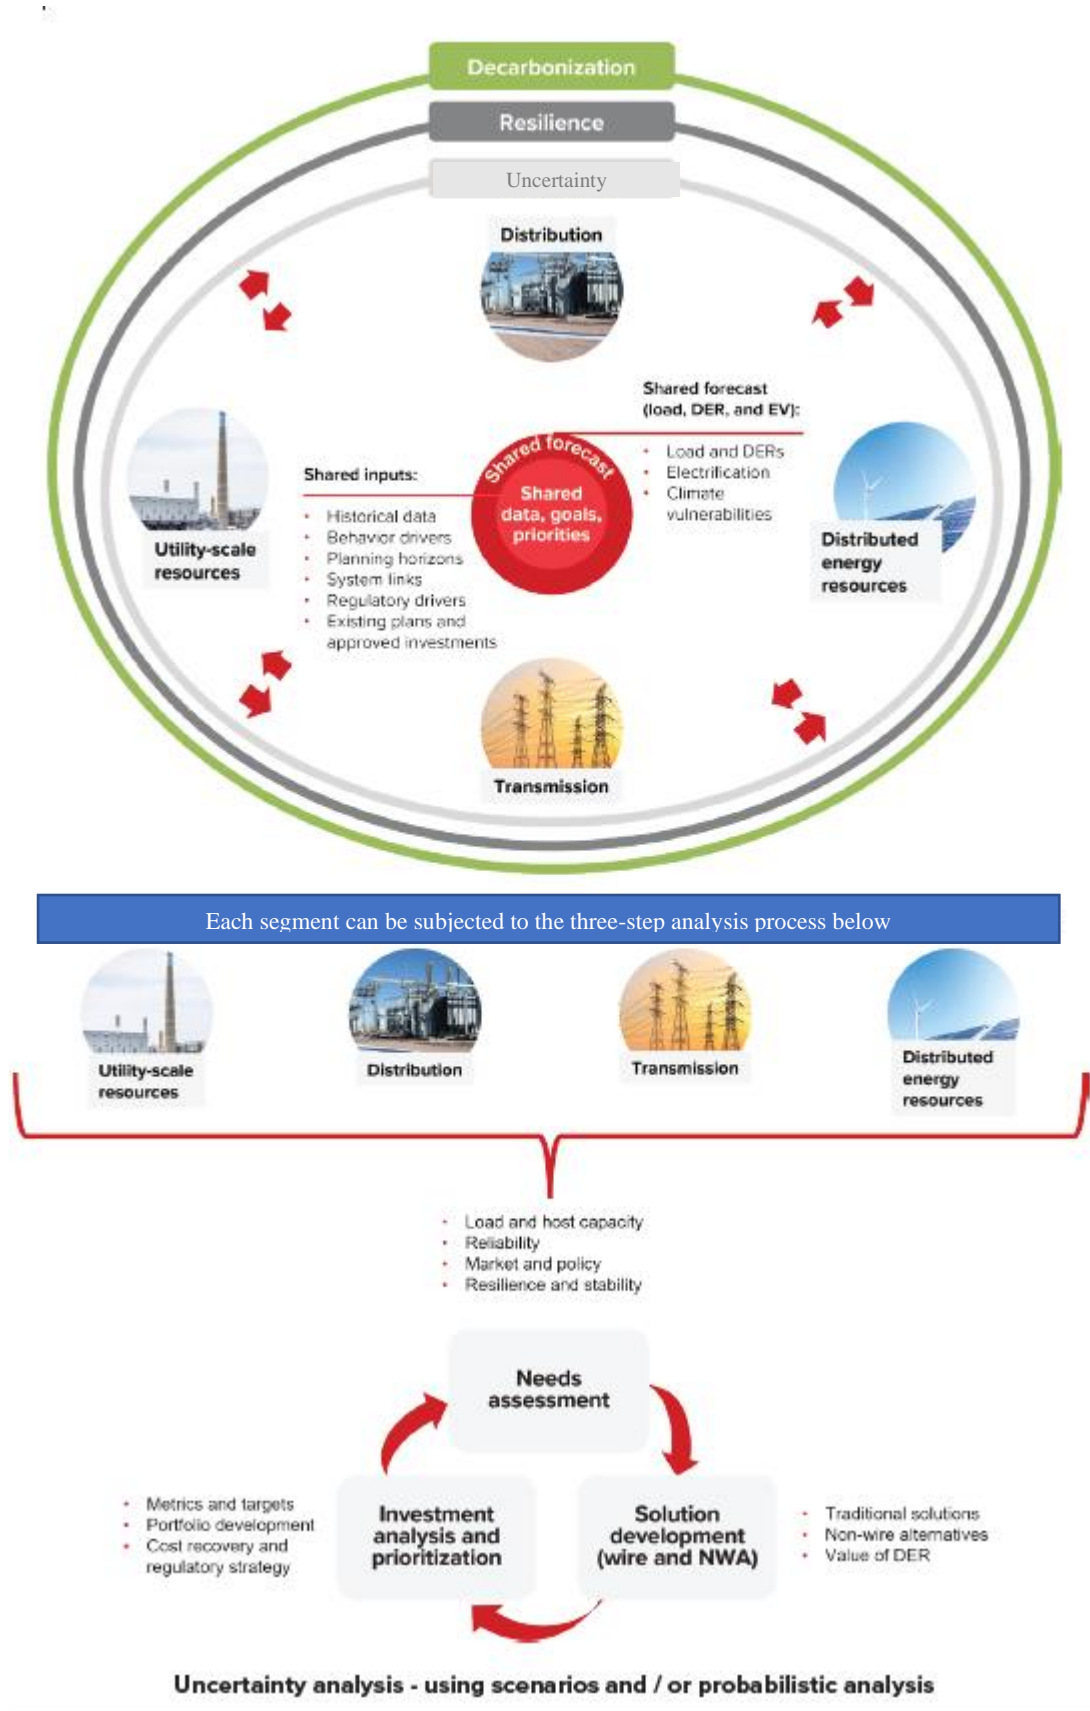 Decarbonization
Resilience
Uncertainty
Distribution
Shared forecast
(load, DER, and EV):
• Load and DERs
• Electrification
• Climate
vulnerabilities
Shared forecast
Shared
data, goals,
priorities
Shared inputs:
• Historical data
• Behavior drivers
• Planning horizons
• System links
• Regulatory drivers
• Existing plans and
approved investments
Utility-scale
resources
Distributed
energy
resources
Transmission
Each segment can be subjected to the three-step analysis process below
Utility-scale
resources
Distribution
Transmission
Distributed
energy
resources
• Load and host capacity
• Reliability
• Market and policy
• Resilience and stability
Needs
assessment
• Metrics and targets
• Portfolio development
• Cost recovery and
regulatory strategy
Investment
analysis and
prioritization
Solution
development
(wire and NWA)
• Traditional solutions
• Non-wire alternatives
• Value of DER
Uncertainty analysis - using scenarios and / or probabilistic analysis